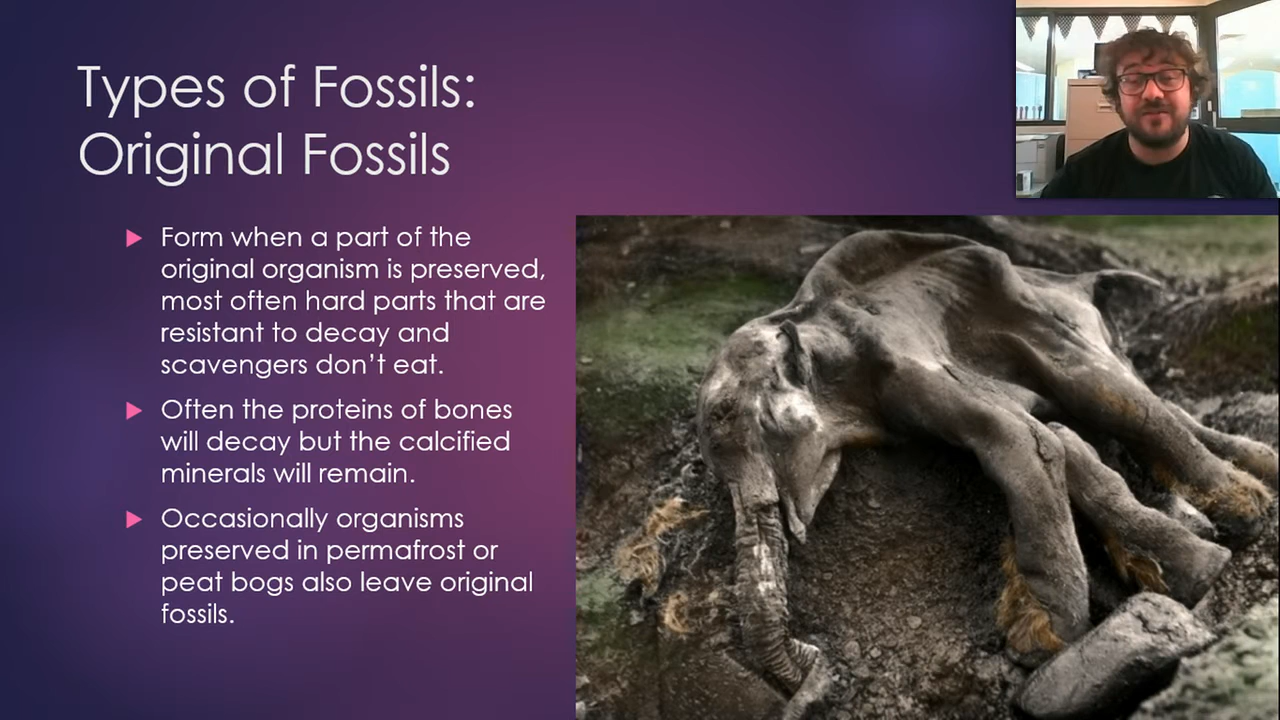 Types of Fossils:
Original Fossils
Form when a part of the
original organism is preserved,
most often hard parts that are
resistant to decay and
scavengers don’t eat.
Often the proteins of bones
will decay but the calcified
minerals will remain.
Occasionally organisms
preserved in permafrost or
peat bogs also leave original
fossils.